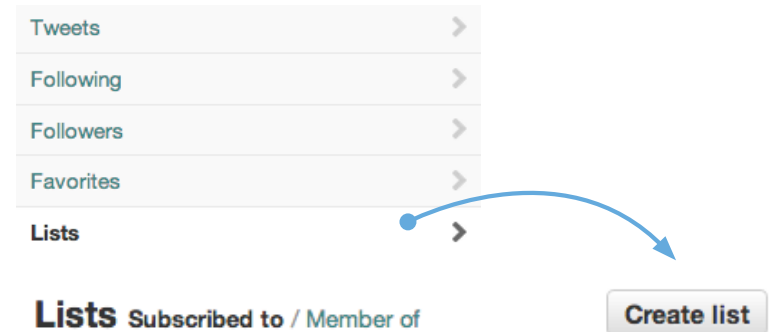 Tweets
Following
Followers
Favorites
Lists
Lists Subscribed to / Member of
Create list